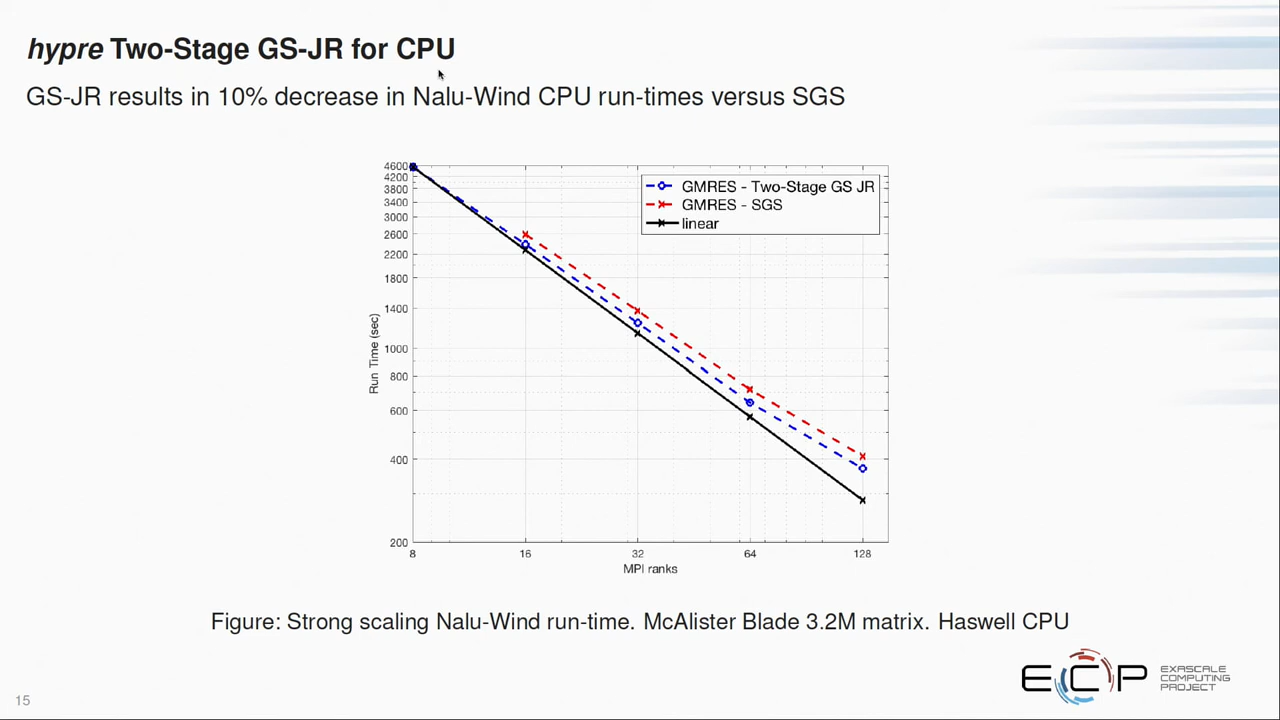 hypre Two-Stage GS-JR for CPU
GS-JR results in 10% decrease in Nalu-Wind CPU run-times versus SGS
4600
4200
3800
3400
3000
2600
2200
1800
1400
1000
800
600
400
200
Run Time (sec)
GMRES - Two-Stage GS JR
GMRES - SGS
linear
8 16 32 64 128
MPI ranks
Figure: Strong scaling Nalu-Wind run-time. McAlister Blade 3.2M matrix. Haswell CPU
ECP
EXASCALE
COMPUTING
PROJECT
15